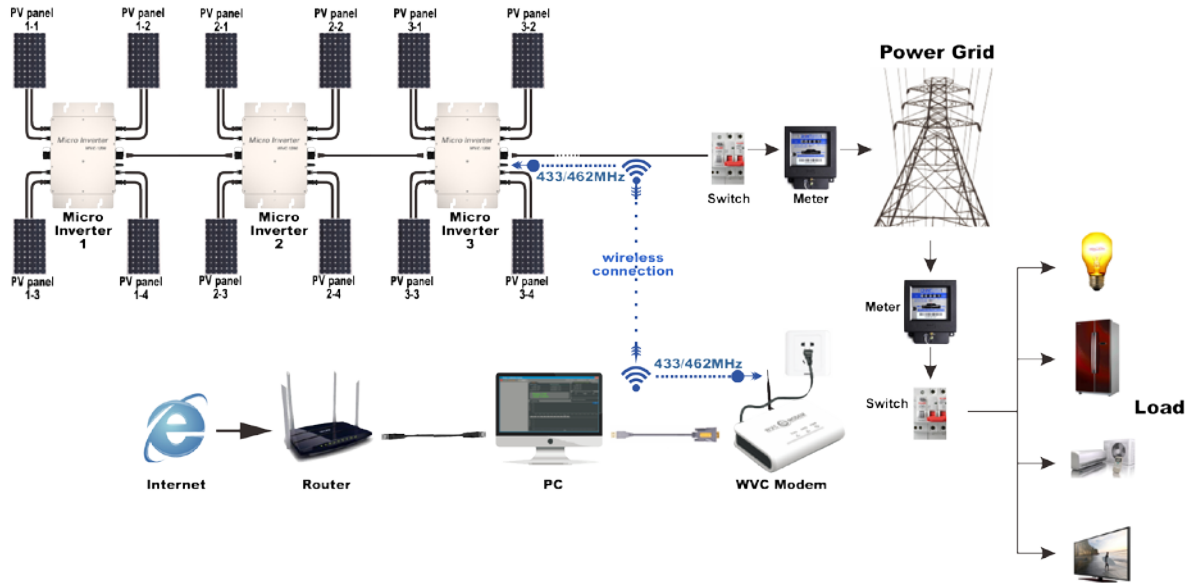 PV panel
1-1
PV panel
1-2
PV panel
2-1
PV panel
2-2
PV panel
3-1
PV panel
3-2
Power Grid
Micro Inverter
Micro Inverter
Micro Inverter
433/462MHz
Switch
Meter
Micro
Inverter
1
Micro
Inverter
2
Micro
Inverter
3
PV panel
1-3
PV panel
1-4
PV panel
2-3
PV panel
2-4
PV panel
3-3
PV panel
3-4
wireless
connection
Meter
433/462MHz
Switch
Load
Internet
Router
PC
WVC Modem